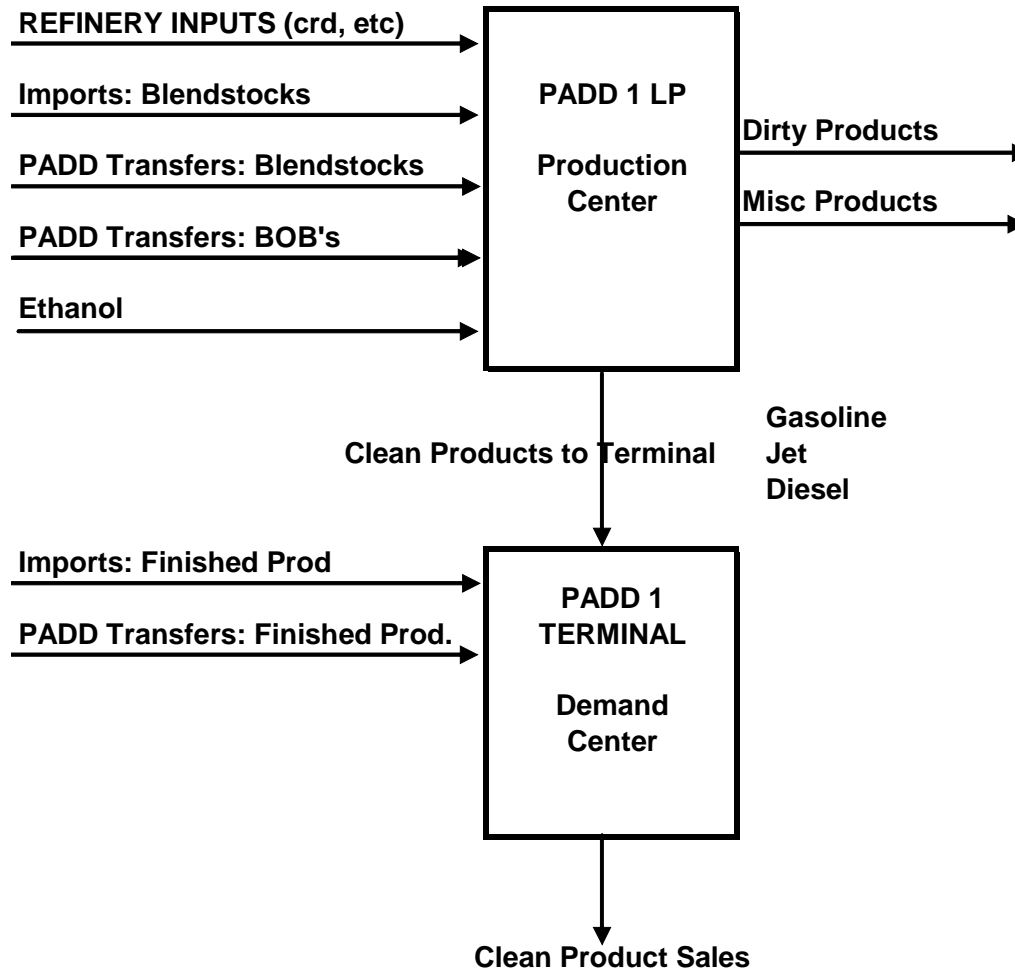 REFINERY INPUTS (crd, etc)
Imports: Blendstocks
PADD Transfers: Blendstocks
PADD Transfers: BOB's
Ethanol
PADD 1 LP
Production
Center
Dirty Products
Misc Products
Clean Products to Terminal
Gasoline
Jet
Diesel
Imports: Finished Prod
PADD Transfers: Finished Prod.
PADD 1
TERMINAL
Demand
Center
Clean Product Sales